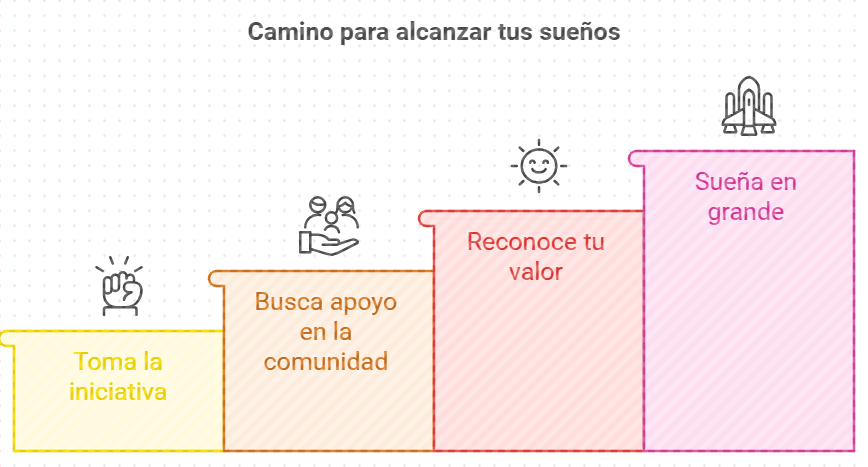 Camino para alcanzar tus sueños
Sueña en
grande
Reconoce tu
valor
Busca apoyo
en la
comunidad
Toma la
iniciativa